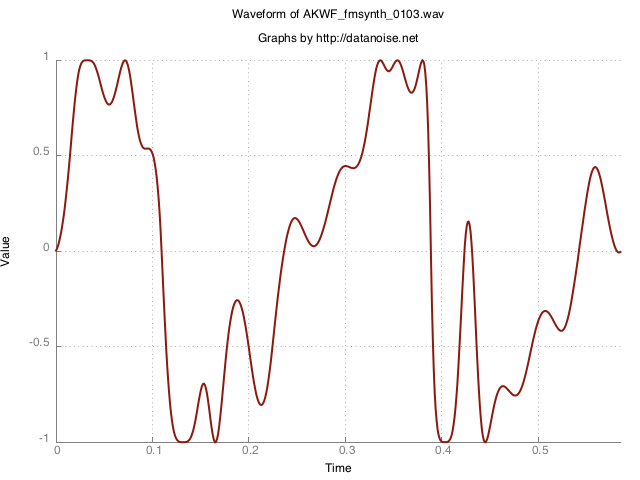 Waveform of AKWF_fmsynth_0103.wav
Graphs by http://datanoise.net
1
0.5
0
-0.5
-1
Value
0 0.1 0.2 0.3 0.4 0.5
Time